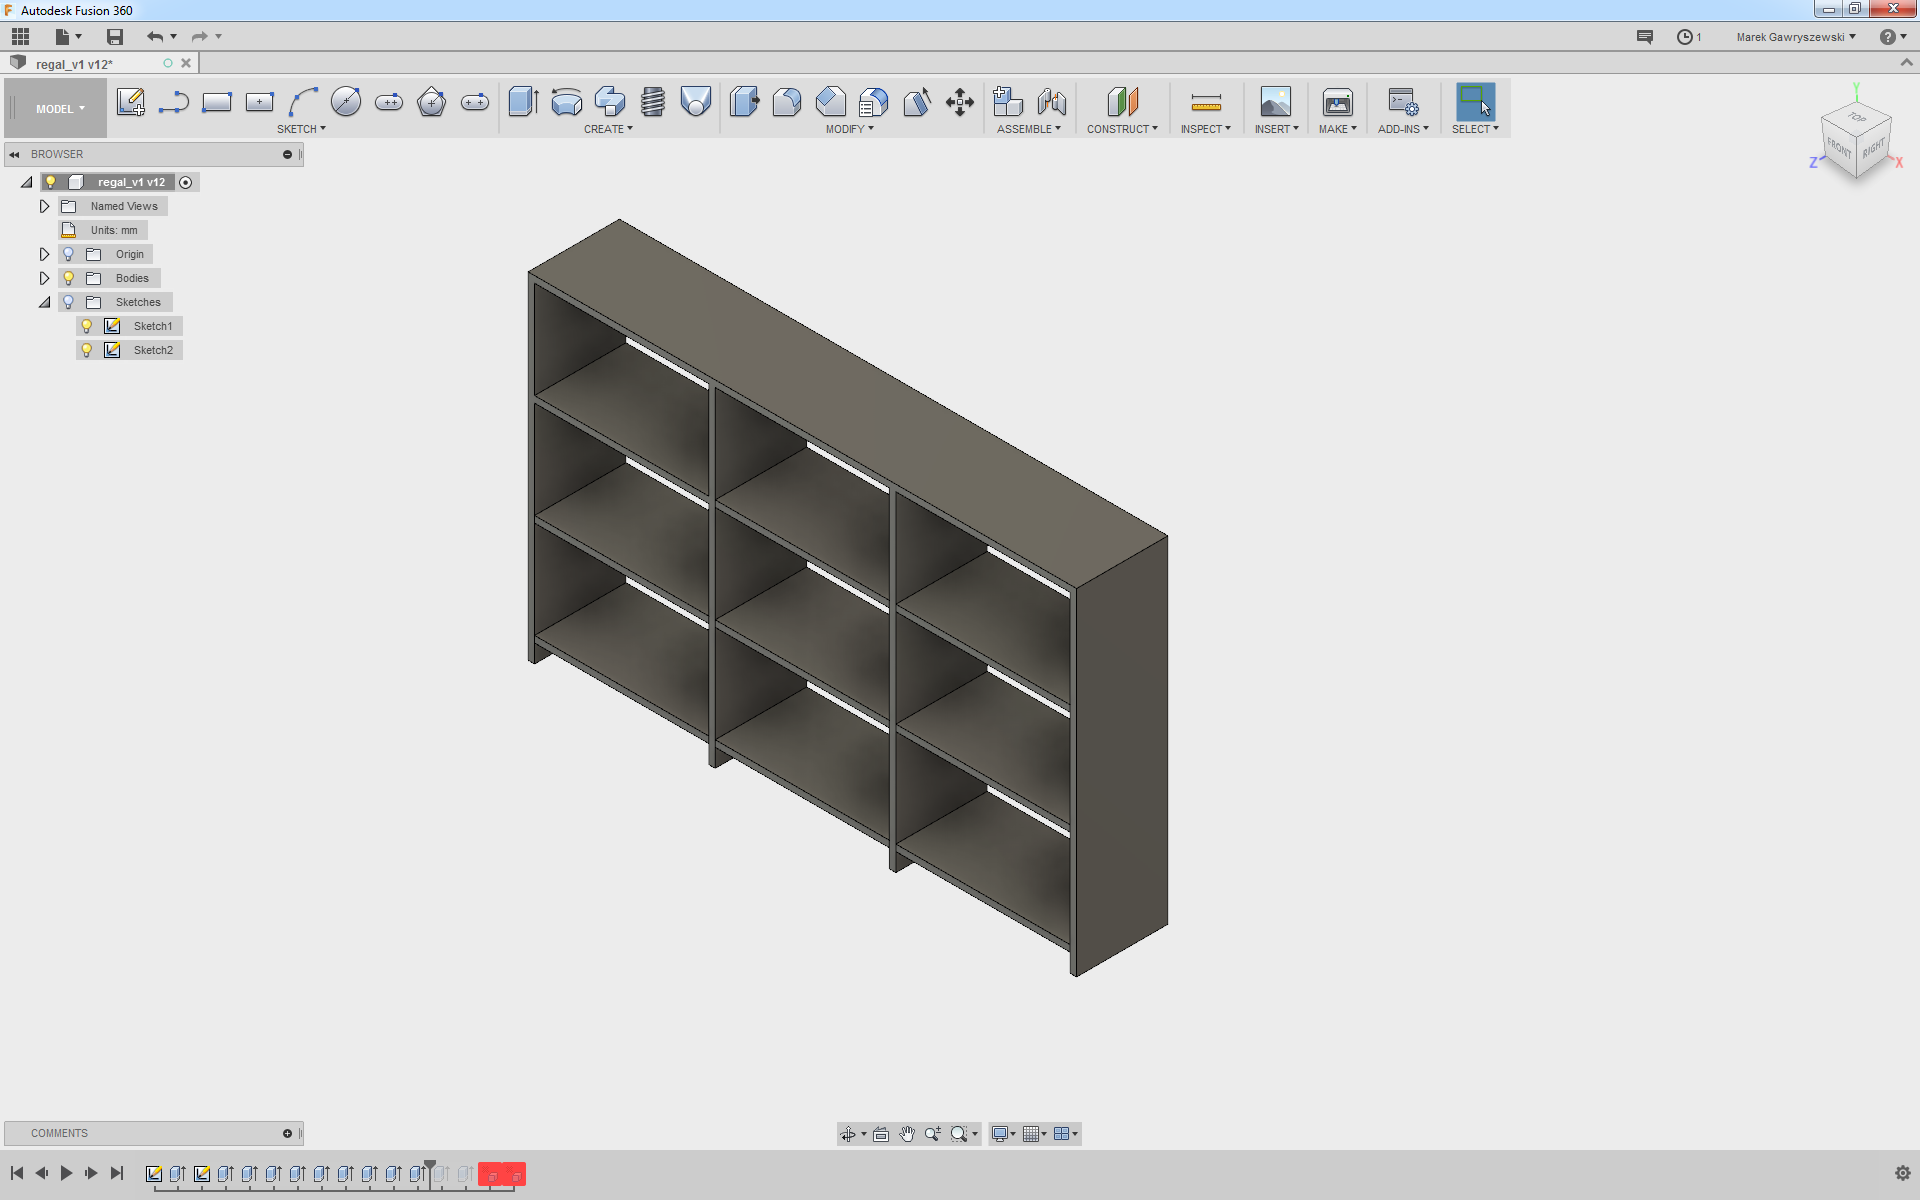 Autodesk Fusion 360
1
Marek Gawryszewski
?
regal_v1 v12*
MODEL
SKETCH
CREATE
MODIFY
ASSEMBLE
CONSTRUCT
INSPECT
INSERT
MAKE
ADD-INS
SELECT
Y
TOP
FRONT
RIGHT
Z
X
BROWSER
regal_v1 v12
Named Views
Units: mm
Origin
Bodies
Sketches
Sketch1
Sketch2
COMMENTS